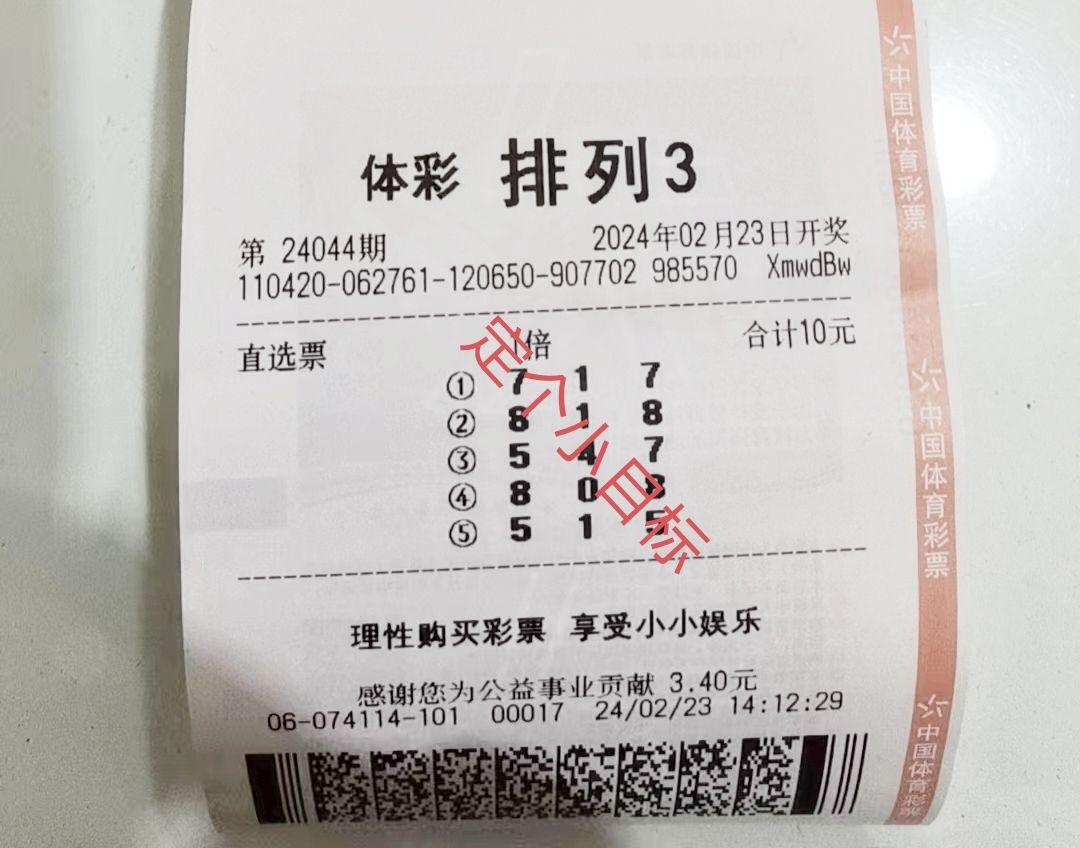 体彩 排列3
第 24044期 2024年02月23日开奖
110420-062761-120650-907702 985570 XmwdBw
直选票 1倍 合计10元
① 7 1 7
② 8 1 8
③ 5 4 7
④ 8 0 8
⑤ 5 1 5
定个小目标
理性购买彩票 享受小小娱乐
感谢您为公益事业贡献 3.40元
06-074114-101 00017 24/02/23 14:12:29
中国体育彩票
中国体育彩票
中国体育彩票